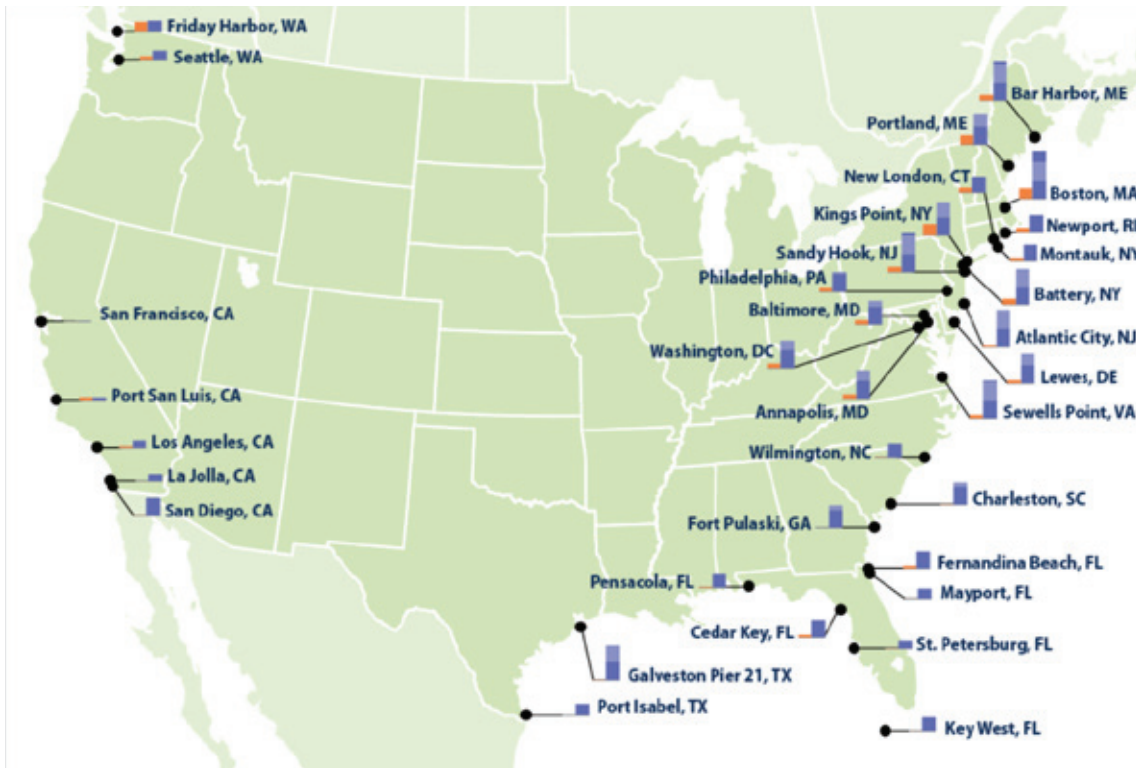 Friday Harbor, WA
Seattle, WA
Bar Harbor, ME
Portland, ME
New London, CT
Boston, MA
Kings Point, NY
Newport, RI
Sandy Hook, NJ
Montauk, NY
Philadelphia, PA
Battery, NY
San Francisco, CA
Baltimore, MD
Atlantic City, NJ
Washington, DC
Lewes, DE
Port San Luis, CA
Annapolis, MD
Sewells Point, VA
Los Angeles, CA
Wilmington, NC
La Jolla, CA
Charleston, SC
San Diego, CA
Fort Pulaski, GA
Fernandina Beach, FL
Pensacola, FL
Mayport, FL
Cedar Key, FL
St. Petersburg, FL
Galveston Pier 21, TX
Port Isabel, TX
Key West, FL